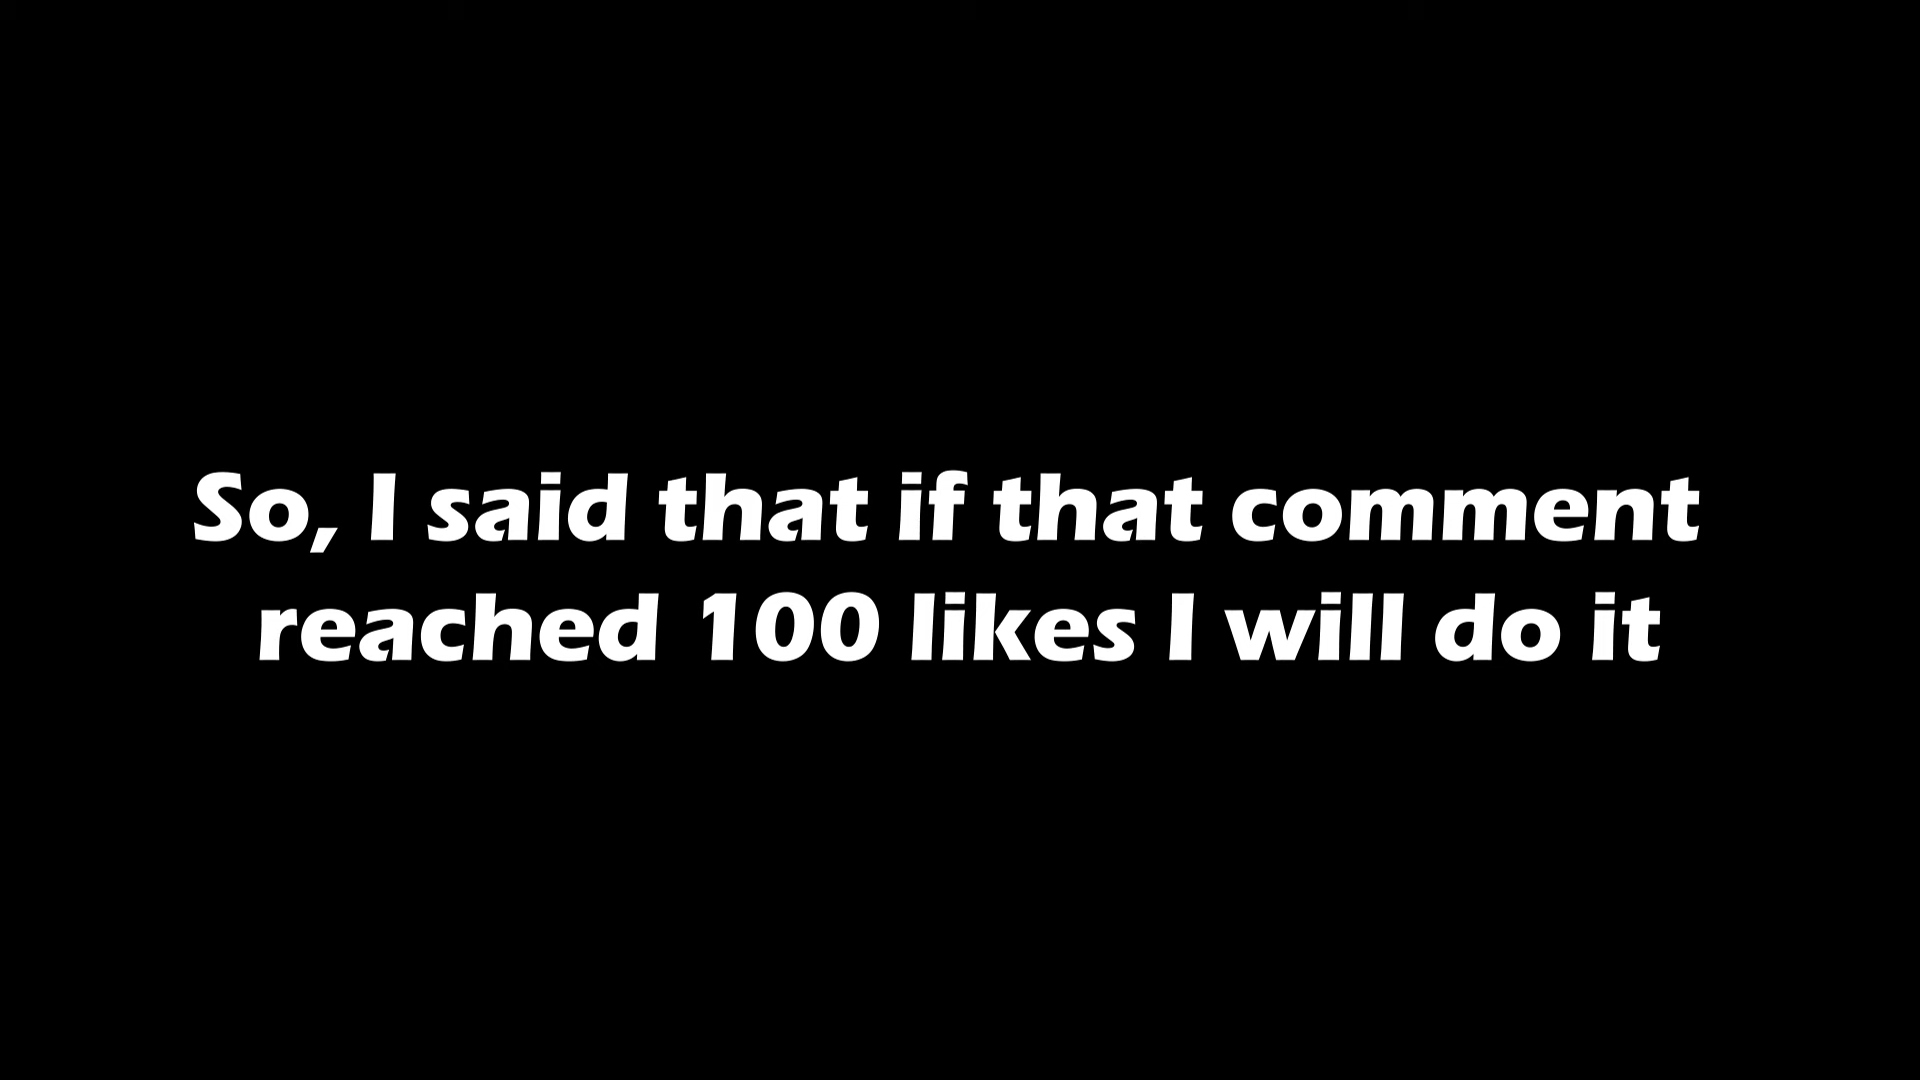 So, I said that if that comment
reached 100 likes I will do it